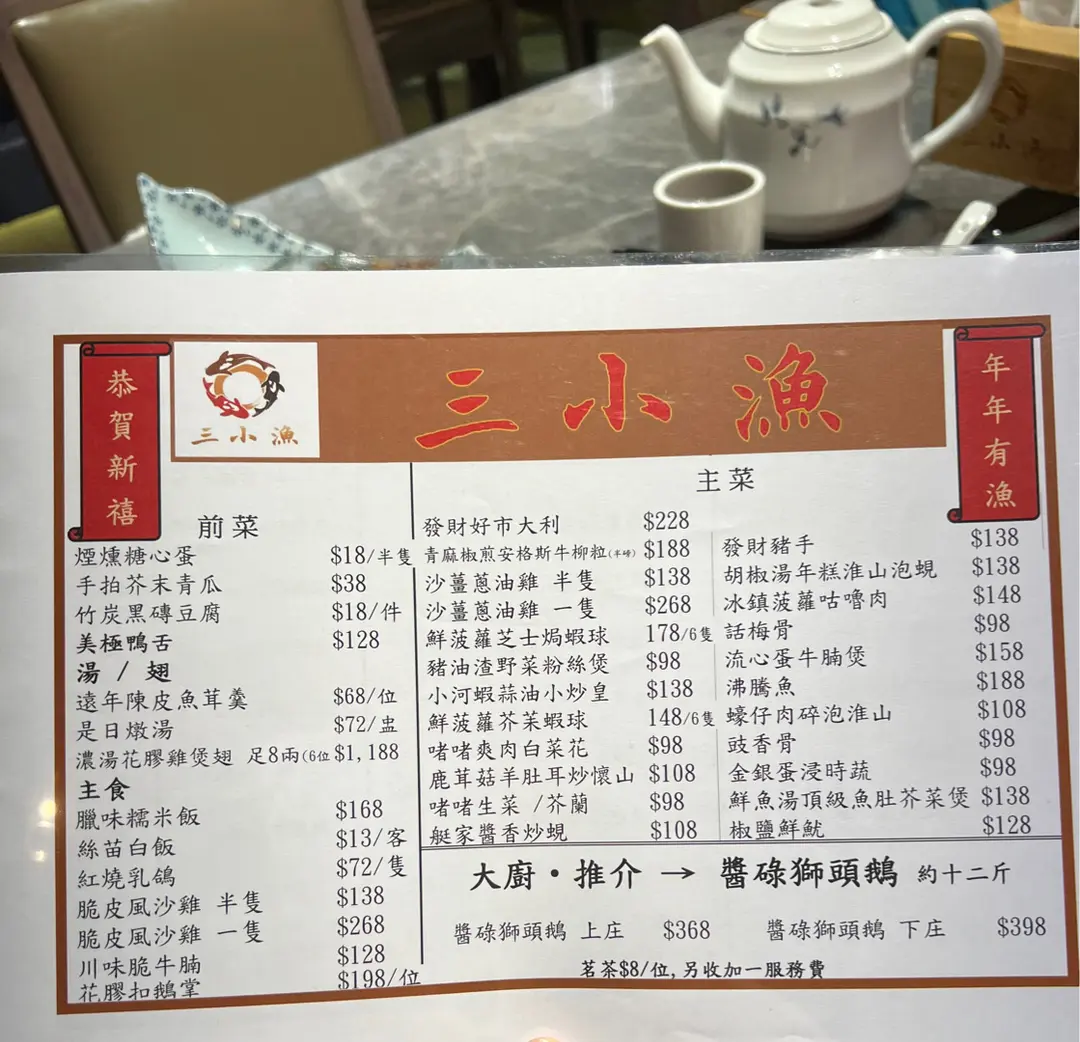 恭賀新禧
三小漁
三小漁
年年有漁
前菜
煙燻糖心蛋 $18/半隻
手拍芥末青瓜 $38
竹炭黑磚豆腐 $18/件
美極鴨舌 $128
湯 / 翅
遠年陳皮魚茸羹 $68/位
是日燉湯 $72/盅
濃湯花膠雞煲翅 足8兩(6位 $1,188
主食
臘味糯米飯 $168
絲苗白飯 $13/客
紅燒乳鴿 $72/隻
脆皮風沙雞 半隻 $138
脆皮風沙雞 一隻 $268
川味脆牛腩 $128
花膠扣鵝掌 $198/位
主菜
發財好市大利 $228
青麻椒煎安格斯牛柳粒 $188
沙薑蔥油雞 半隻 $138
沙薑蔥油雞 一隻 $268
鮮菠蘿芝士焗蝦球 178/6隻
豬油渣野菜粉絲煲 $98
小河蝦蒜油小炒皇 $138
鮮菠蘿芥茉蝦球 148/6隻
啫啫爽肉白菜花 $98
鹿茸菇羊肚耳炒懷山 $108
啫啫生菜 /芥蘭 $98
艇家醬香炒蜆 $108
發財豬手 $138
胡椒湯年糕淮山泡蜆 $138
冰鎮菠蘿咕嚕肉 $148
話梅骨 $98
流心蛋牛腩煲 $158
沸騰魚 $188
蠔仔肉碎泡淮山 $108
豉香骨 $98
金銀蛋浸時蔬 $98
鮮魚湯頂級魚肚芥菜煲 $138
椒鹽鮮魷 $128
大廚·推介 → 醬碌獅頭鵝 約十二斤
醬碌獅頭鵝 上庄 $368 醬碌獅頭鵝 下庄 $398
茗茶$8/位,另收加一服務費